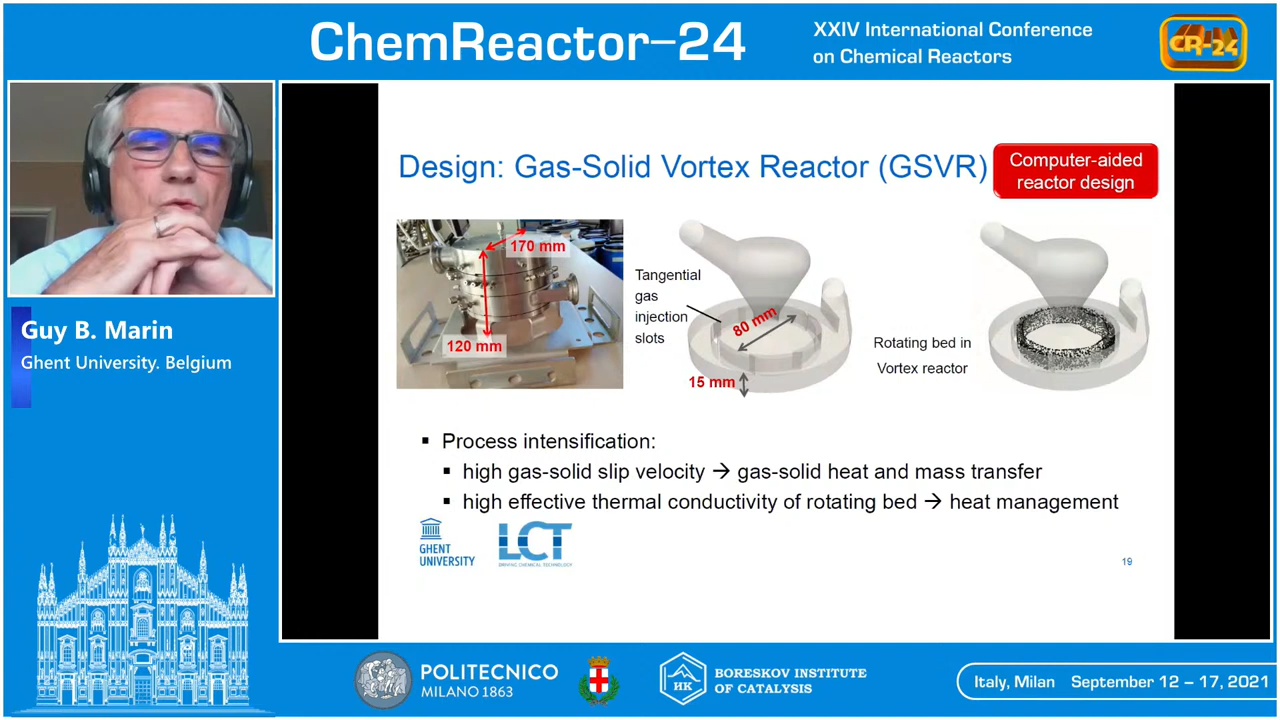 ChemReactor–24
XXIV International Conference
on Chemical Reactors
CR-24
Guy B. Marin
Ghent University. Belgium
Design: Gas-Solid Vortex Reactor (GSVR)
Computer-aided
reactor design
170 mm
120 mm
Tangential
gas
injection
slots
80 mm
15 mm
Rotating bed in
Vortex reactor
▪ Process intensification:
▪ high gas-solid slip velocity → gas-solid heat and mass transfer
▪ high effective thermal conductivity of rotating bed → heat management
GHENT
UNIVERSITY
LCT
DRIVING CHEMICAL TECHNOLOGY
19
POLITECNICO
MILANO 1863
HK
BORESKOV INSTITUTE
OF CATALYSIS
Italy, Milan September 12 – 17, 2021